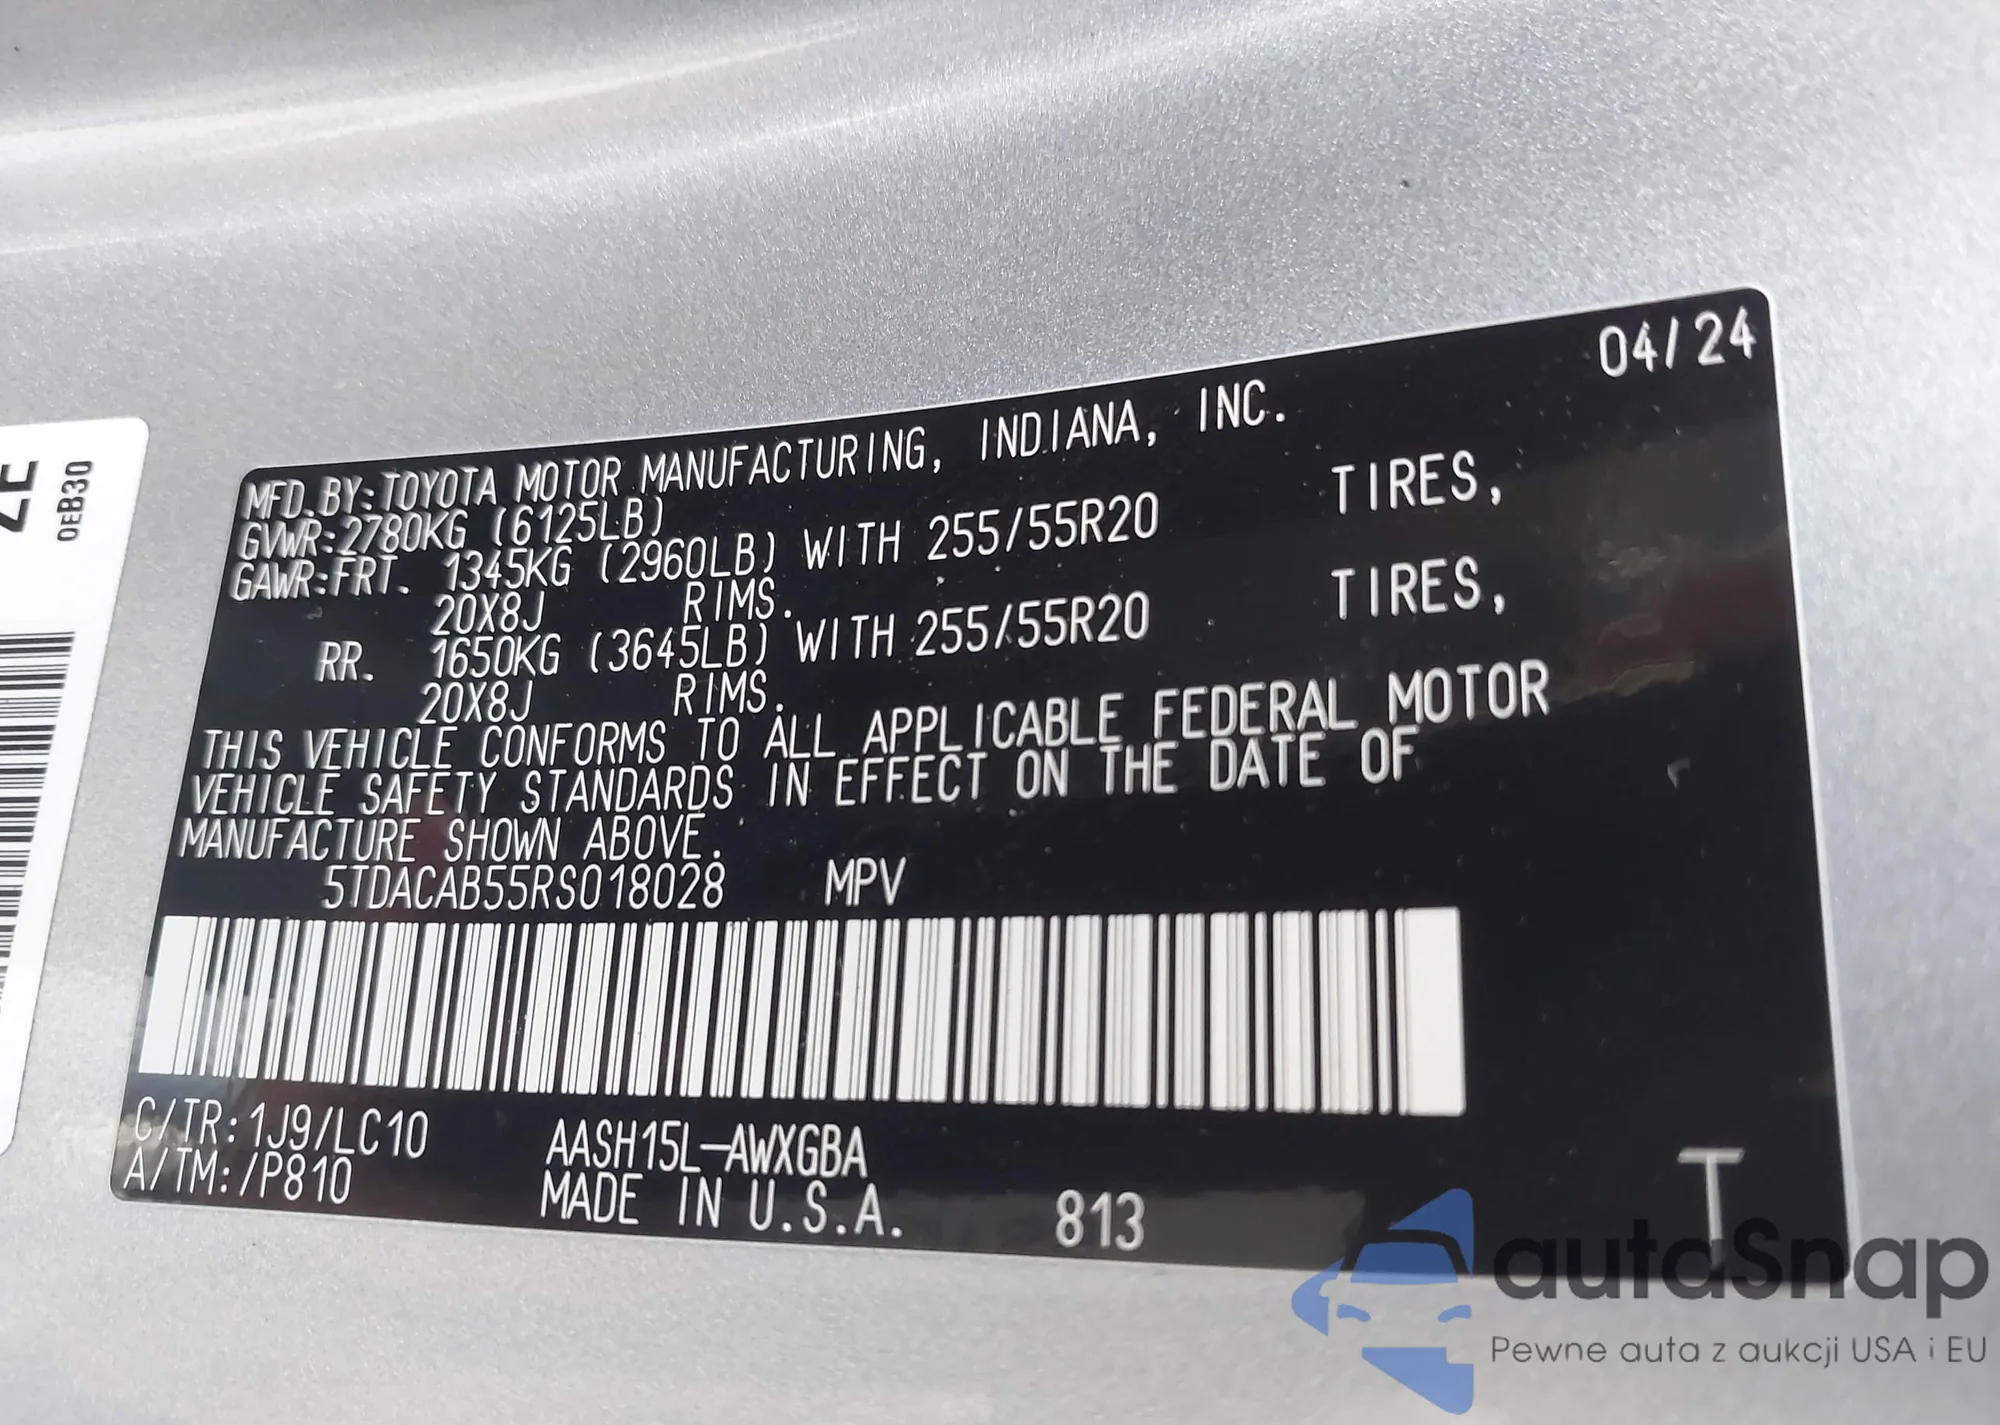 04/24
MFD.BY:TOYOTA MOTOR MANUFACTURING, INDIANA, INC.
GVWR:2780KG (6125LB)
GAWR:FRT. 1345KG (2960LB) WITH 255/55R20 TIRES,
20X8J RIMS.
RR. 1650KG (3645LB) WITH 255/55R20 TIRES,
20X8J RIMS.
THIS VEHICLE CONFORMS TO ALL APPLICABLE FEDERAL MOTOR
VEHICLE SAFETY STANDARDS IN EFFECT ON THE DATE OF
MANUFACTURE SHOWN ABOVE.
5TDACAB55RS018028 MPV
C/TR:1J9/LC10 AASH15L-AWXGBA
A/TM:/P810 MADE IN U.S.A. 813
T
0EB30
autoSnap
Pewne auta z aukcji USA i EU